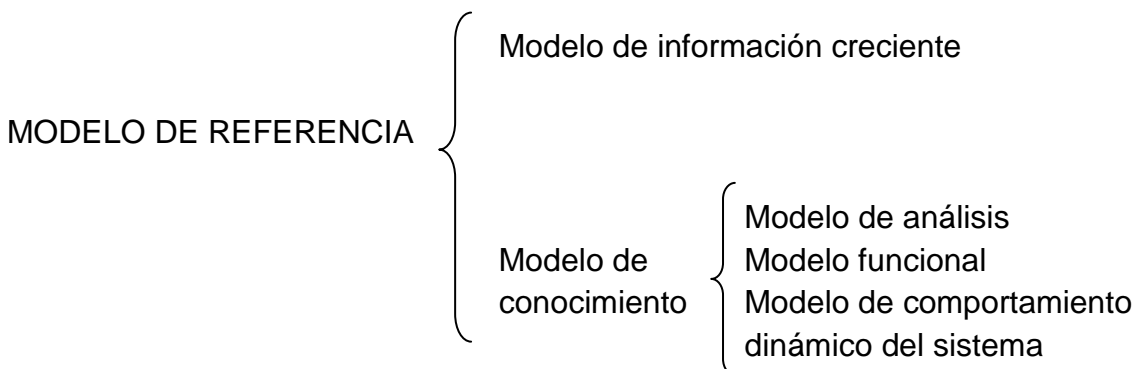 Modelo de información creciente
MODELO DE REFERENCIA
Modelo de
conocimiento
Modelo de análisis
Modelo funcional
Modelo de comportamiento
dinámico del sistema